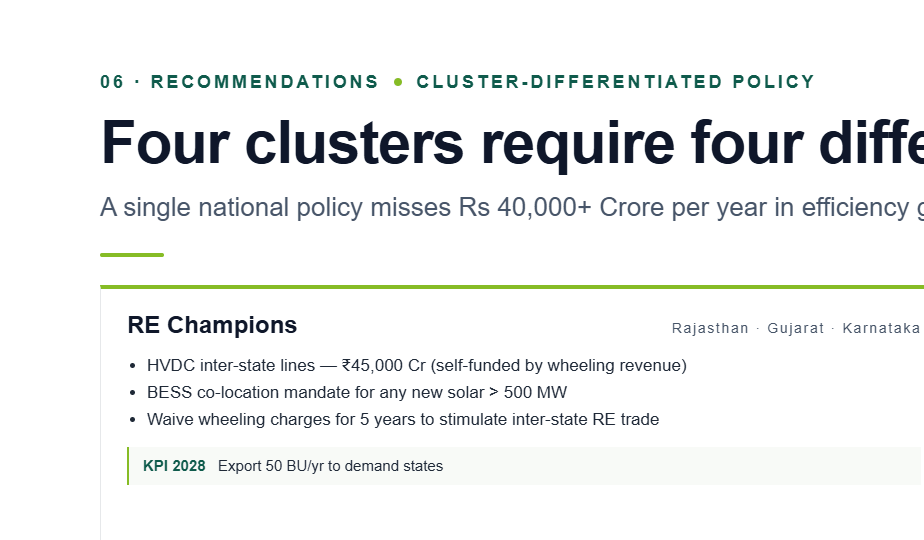 06 · RECOMMENDATIONS ● CLUSTER-DIFFERENTIATED POLICY
Four clusters require four
A single national policy misses Rs 40,000+ Crore per year in efficiency
RE Champions
Rajasthan · Gujarat · Karnataka
• HVDC inter-state lines — ₹45,000 Cr (self-funded by wheeling revenue)
• BESS co-location mandate for any new solar > 500 MW
• Waive wheeling charges for 5 years to stimulate inter-state RE trade
KPI 2028 Export 50 BU/yr to demand states